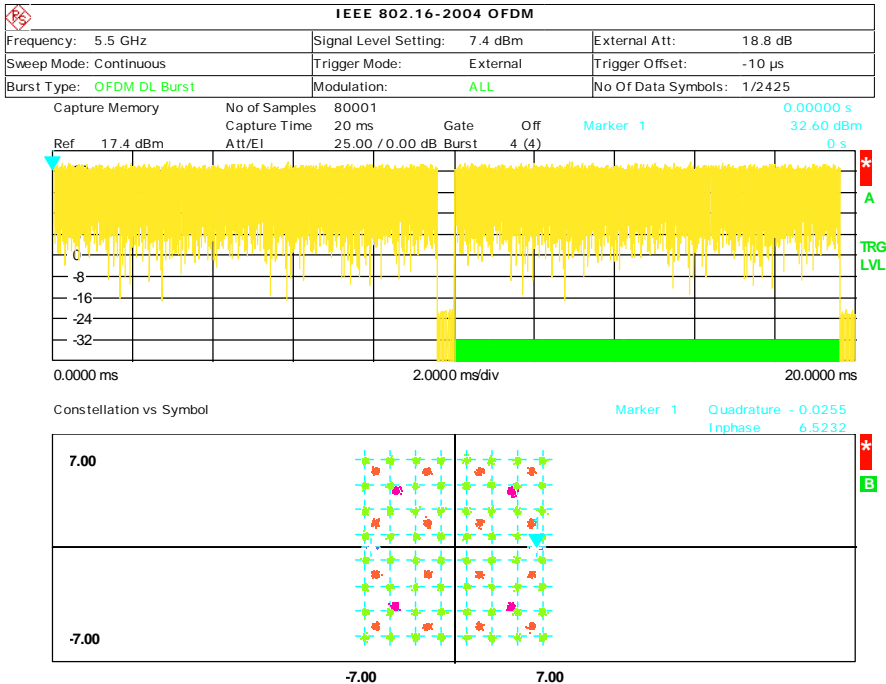 R&S
IEEE 802.16-2004 OFDM
Frequency: 5.5 GHz Signal Level Setting: 7.4 dBm External Att: 18.8 dB
Sweep Mode: Continuous Trigger Mode: External Trigger Offset: -10 µs
Burst Type: OFDM DL Burst Modulation: ALL No Of Data Symbols: 1/2425
Capture Memory No of Samples 80001 0.00000 s
Capture Time 20 ms Gate Off Marker 1 32.60 dBm
Ref 17.4 dBm Att/El 25.00 / 0.00 dB Burst 4 (4) 0 s
*
A
TRG
LVL
0
-8
-16
-24
-32
0.0000 ms 2.0000 ms/div 20.0000 ms
Constellation vs Symbol Marker 1 Quadrature - 0.0255
Inphase 6.5232
*
B
7.00
-7.00
-7.00 7.00